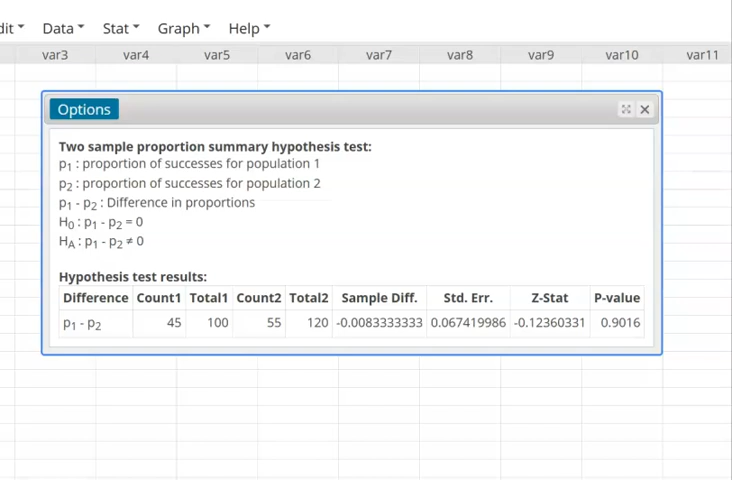 dit Data Stat Graph Help
var3 var4 var5 var6 var7 var8 var9 var10 var11
Options
Two sample proportion summary hypothesis test:
p1 : proportion of successes for population 1
p2 : proportion of successes for population 2
p1 - p2 : Difference in proportions
H0 : p1 - p2 = 0
HA : p1 - p2 ≠ 0
Hypothesis test results:
Difference Count1 Total1 Count2 Total2 Sample Diff. Std. Err. Z-Stat P-value
p1 - p2 45 100 55 120 -0.0083333333 0.067419986 -0.12360331 0.9016